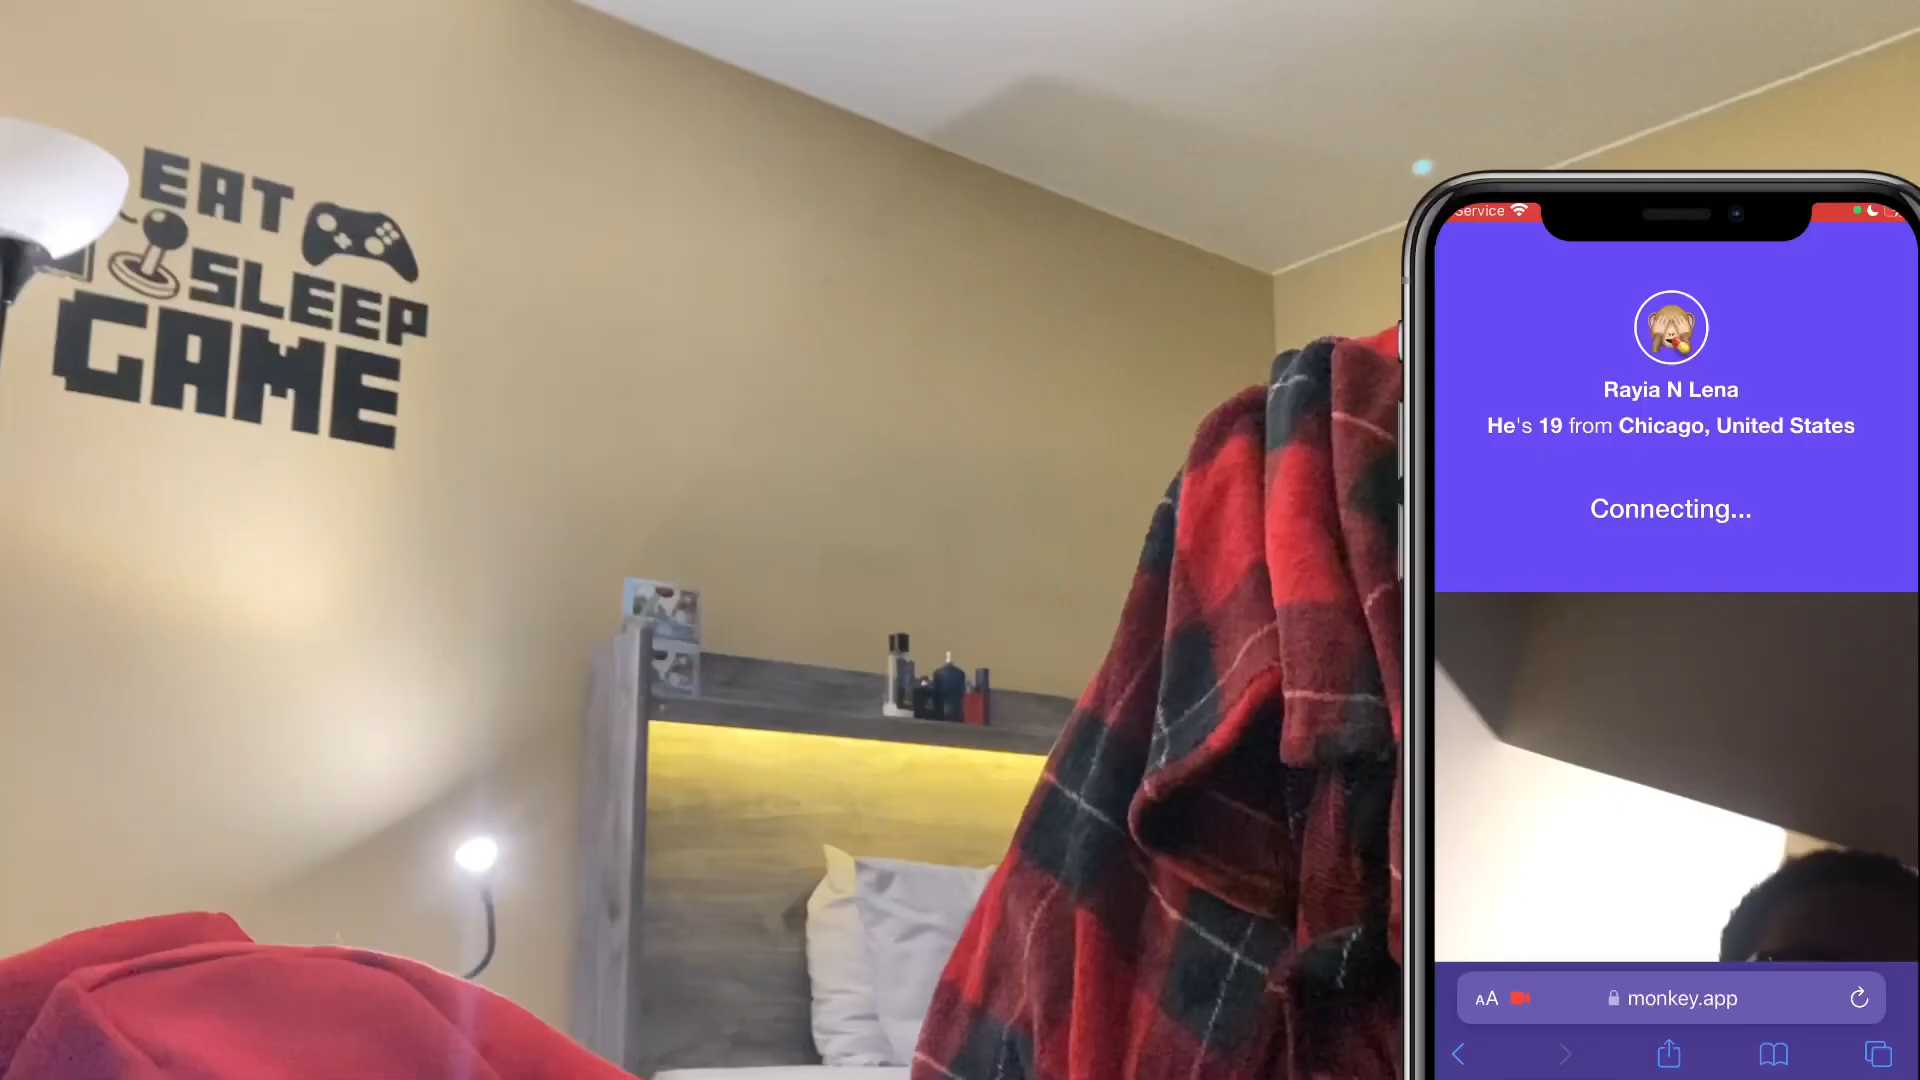 EAT
SLEEP
GAME
Service
Rayia N Lena
He's 19 from Chicago, United States
Connecting...
AA
monkey.app